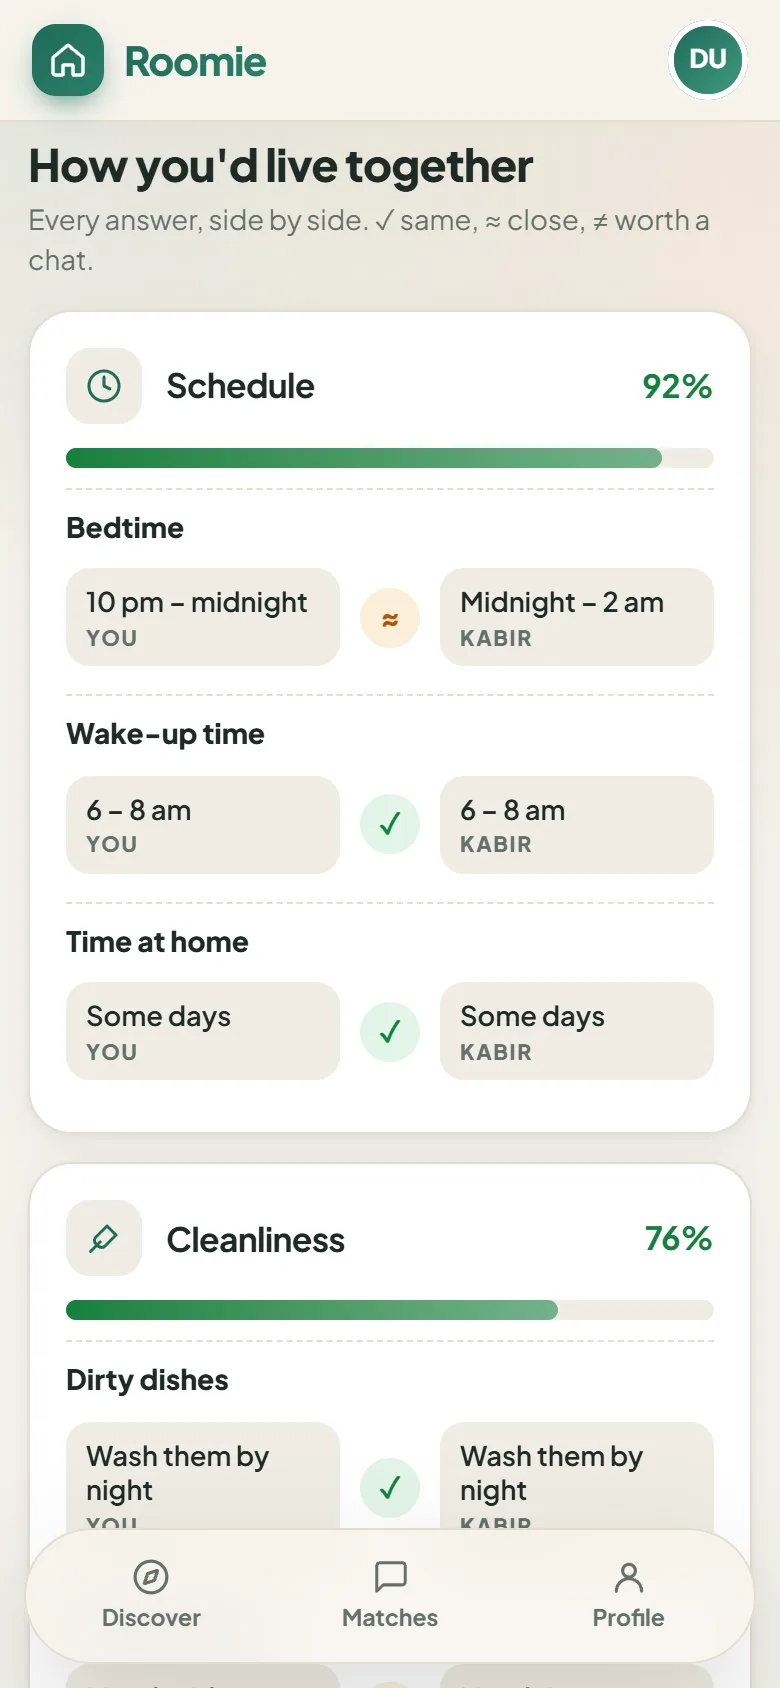 Roomie
DU
How you'd live together
Every answer, side by side. ✓ same, ≈ close, ≠ worth a
chat.
Schedule
92%
Bedtime
10 pm – midnight
YOU
≈
Midnight – 2 am
KABIR
Wake-up time
6 – 8 am
YOU
✓
6 – 8 am
KABIR
Time at home
Some days
YOU
✓
Some days
KABIR
Cleanliness
76%
Dirty dishes
Wash them by
night
YOU
✓
Wash them by
night
KABIR
Discover
Matches
Profile